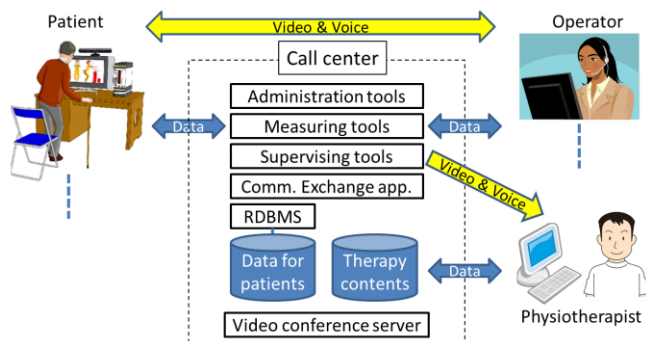 Patient
Operator
Video & Voice
Call center
Administration tools
Data
Measuring tools
Data
Supervising tools
Video & Voice
Comm. Exchange app.
RDBMS
Data for
patients
Therapy
contents
Data
Video conference server
Physiotherapist